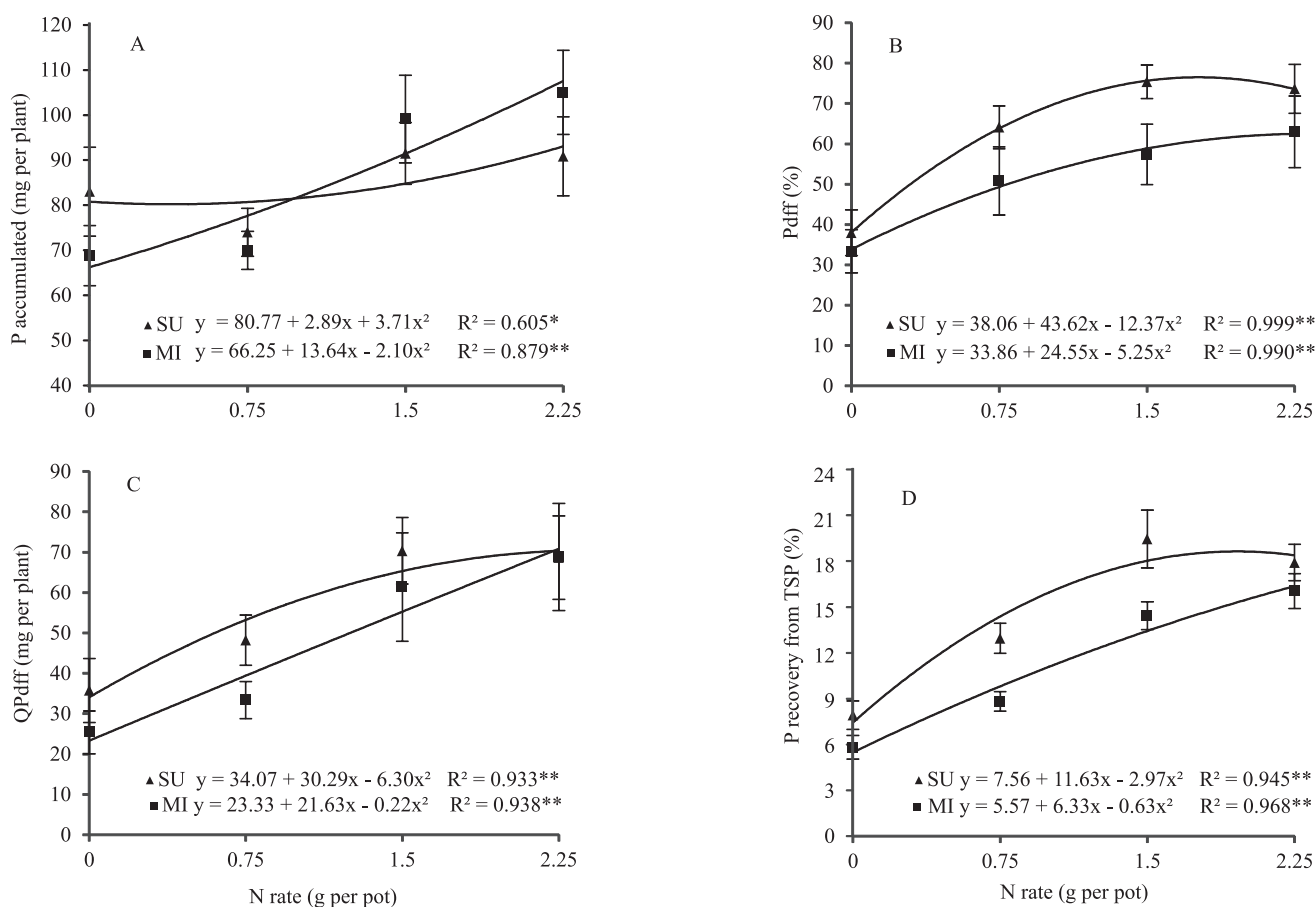 A
P accumulated (mg per plant)
120
110
100
90
80
70
60
50
40
0 0.75 1.5 2.25
SU y = 80.77 + 2.89x + 3.71x² R² = 0.605*
MI y = 66.25 + 13.64x - 2.10x² R² = 0.879**
B
Pdff (%)
90
80
70
60
50
40
30
20
10
0
0 0.75 1.5 2.25
SU y = 38.06 + 43.62x - 12.37x² R² = 0.999**
MI y = 33.86 + 24.55x - 5.25x² R² = 0.990**
C
QPdff (mg per plant)
90
80
70
60
50
40
30
20
10
0
0 0.75 1.5 2.25
SU y = 34.07 + 30.29x - 6.30x² R² = 0.933**
MI y = 23.33 + 21.63x - 0.22x² R² = 0.938**
N rate (g per pot)
D
P recovery from TSP (%)
24
21
18
15
12
9
6
3
0
0 0.75 1.5 2.25
SU y = 7.56 + 11.63x - 2.97x² R² = 0.945**
MI y = 5.57 + 6.33x - 0.63x² R² = 0.968**
N rate (g per pot)